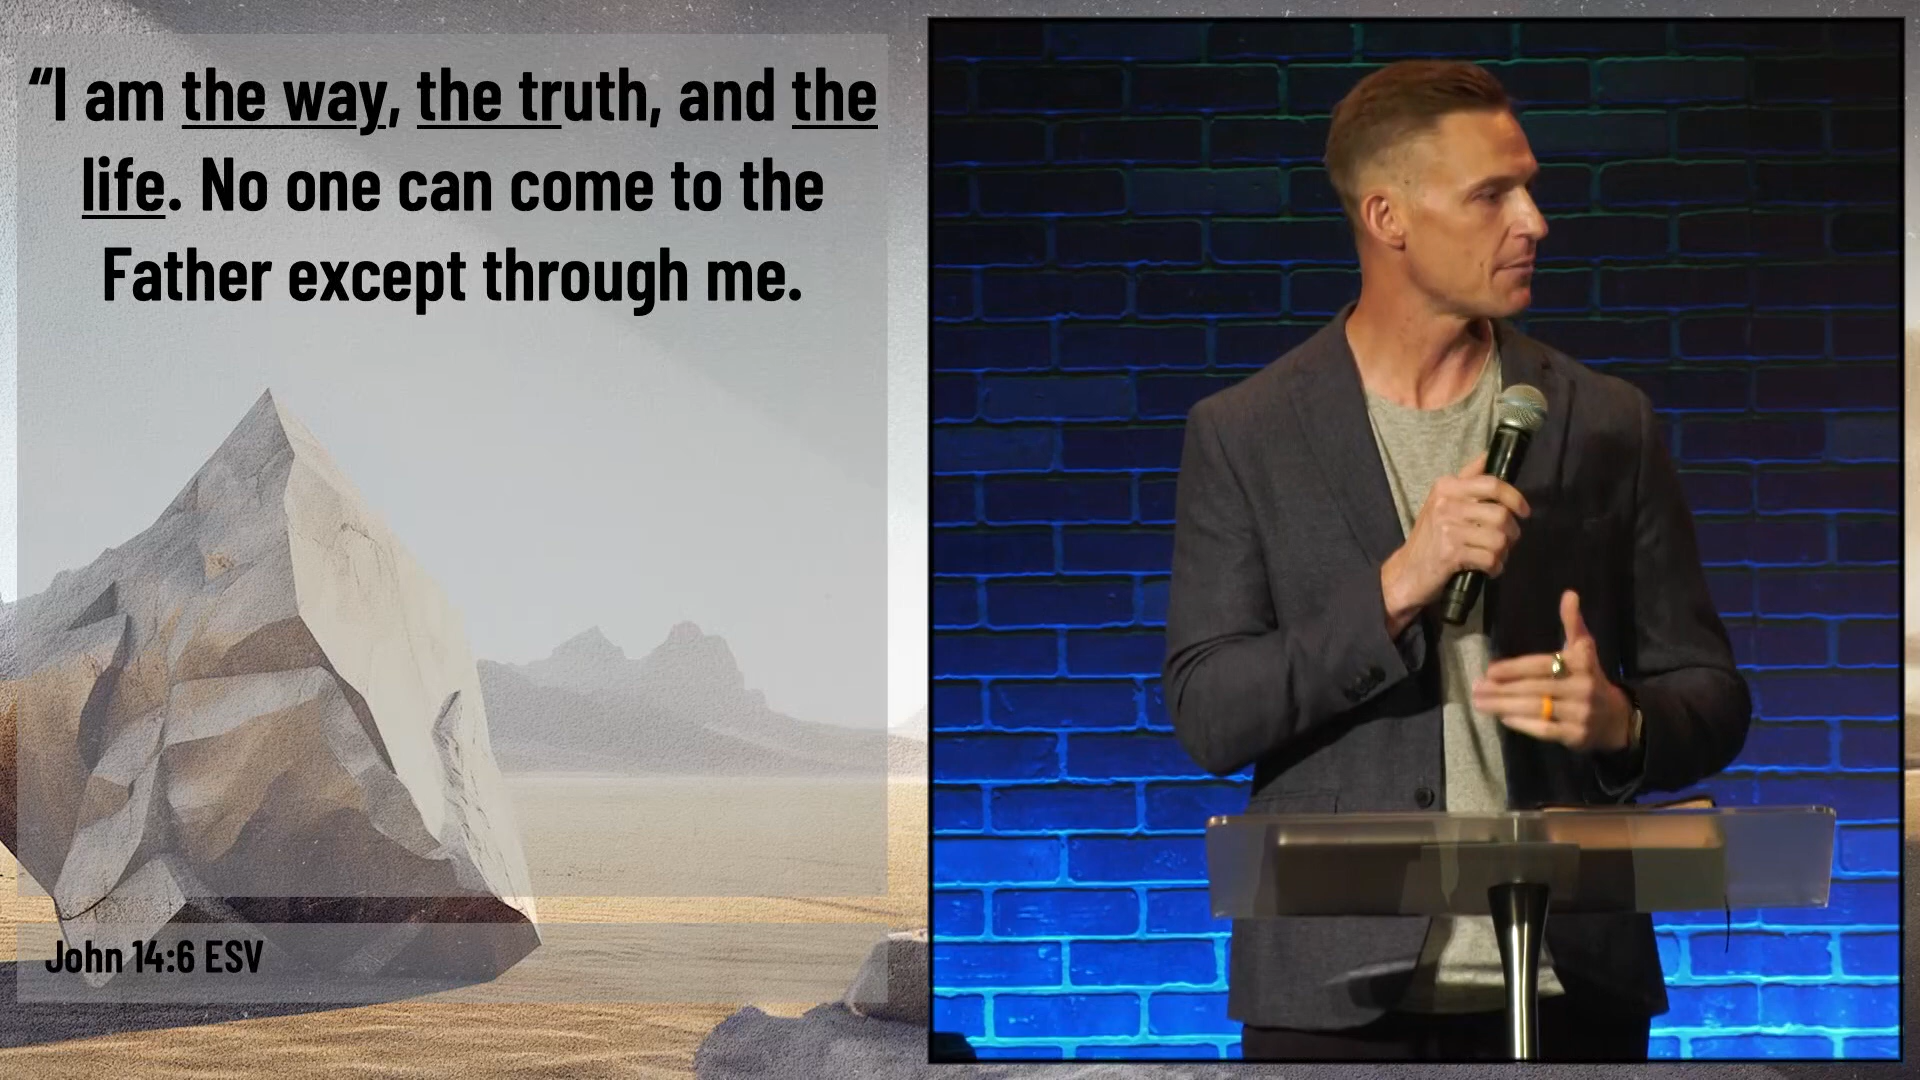 “I am the way, the truth, and the
life. No one can come to the
Father except through me.
John 14:6 ESV